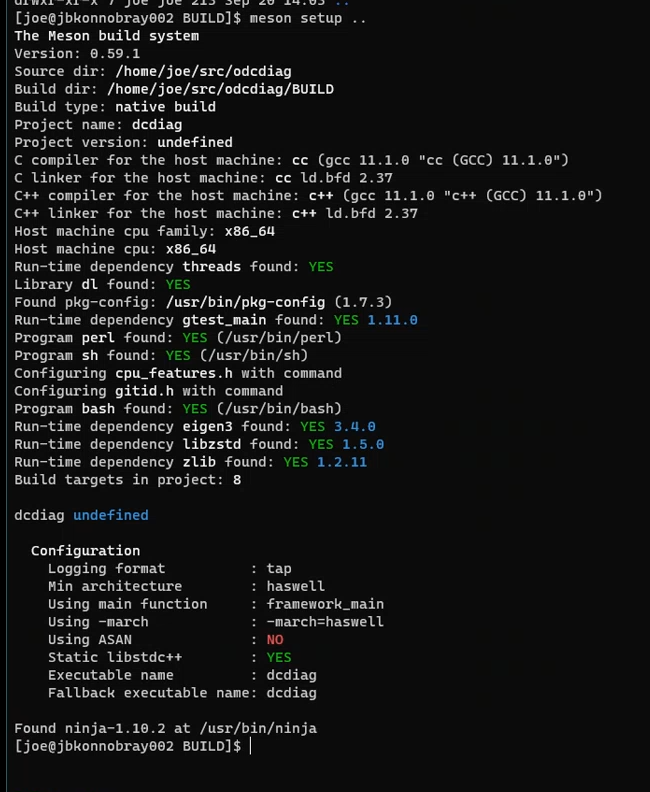 drwxr-xr-x 7 joe joe 213 Sep 20 14:03 ..
[joe@jbkonnobray002 BUILD]$ meson setup ..
The Meson build system
Version: 0.59.1
Source dir: /home/joe/src/odcdiag
Build dir: /home/joe/src/odcdiag/BUILD
Build type: native build
Project name: dcdiag
Project version: undefined
C compiler for the host machine: cc (gcc 11.1.0 "cc (GCC) 11.1.0")
C linker for the host machine: cc ld.bfd 2.37
C++ compiler for the host machine: c++ (gcc 11.1.0 "c++ (GCC) 11.1.0")
C++ linker for the host machine: c++ ld.bfd 2.37
Host machine cpu family: x86_64
Host machine cpu: x86_64
Run-time dependency threads found: YES
Library dl found: YES
Found pkg-config: /usr/bin/pkg-config (1.7.3)
Run-time dependency gtest_main found: YES 1.11.0
Program perl found: YES (/usr/bin/perl)
Program sh found: YES (/usr/bin/sh)
Configuring cpu_features.h with command
Configuring gitid.h with command
Program bash found: YES (/usr/bin/bash)
Run-time dependency eigen3 found: YES 3.4.0
Run-time dependency libzstd found: YES 1.5.0
Run-time dependency zlib found: YES 1.2.11
Build targets in project: 8
dcdiag undefined
Configuration
Logging format : tap
Min architecture : haswell
Using main function : framework_main
Using -march : -march=haswell
Using ASAN : NO
Static libstdc++ : YES
Executable name : dcdiag
Fallback executable name: dcdiag
Found ninja-1.10.2 at /usr/bin/ninja
[joe@jbkonnobray002 BUILD]$